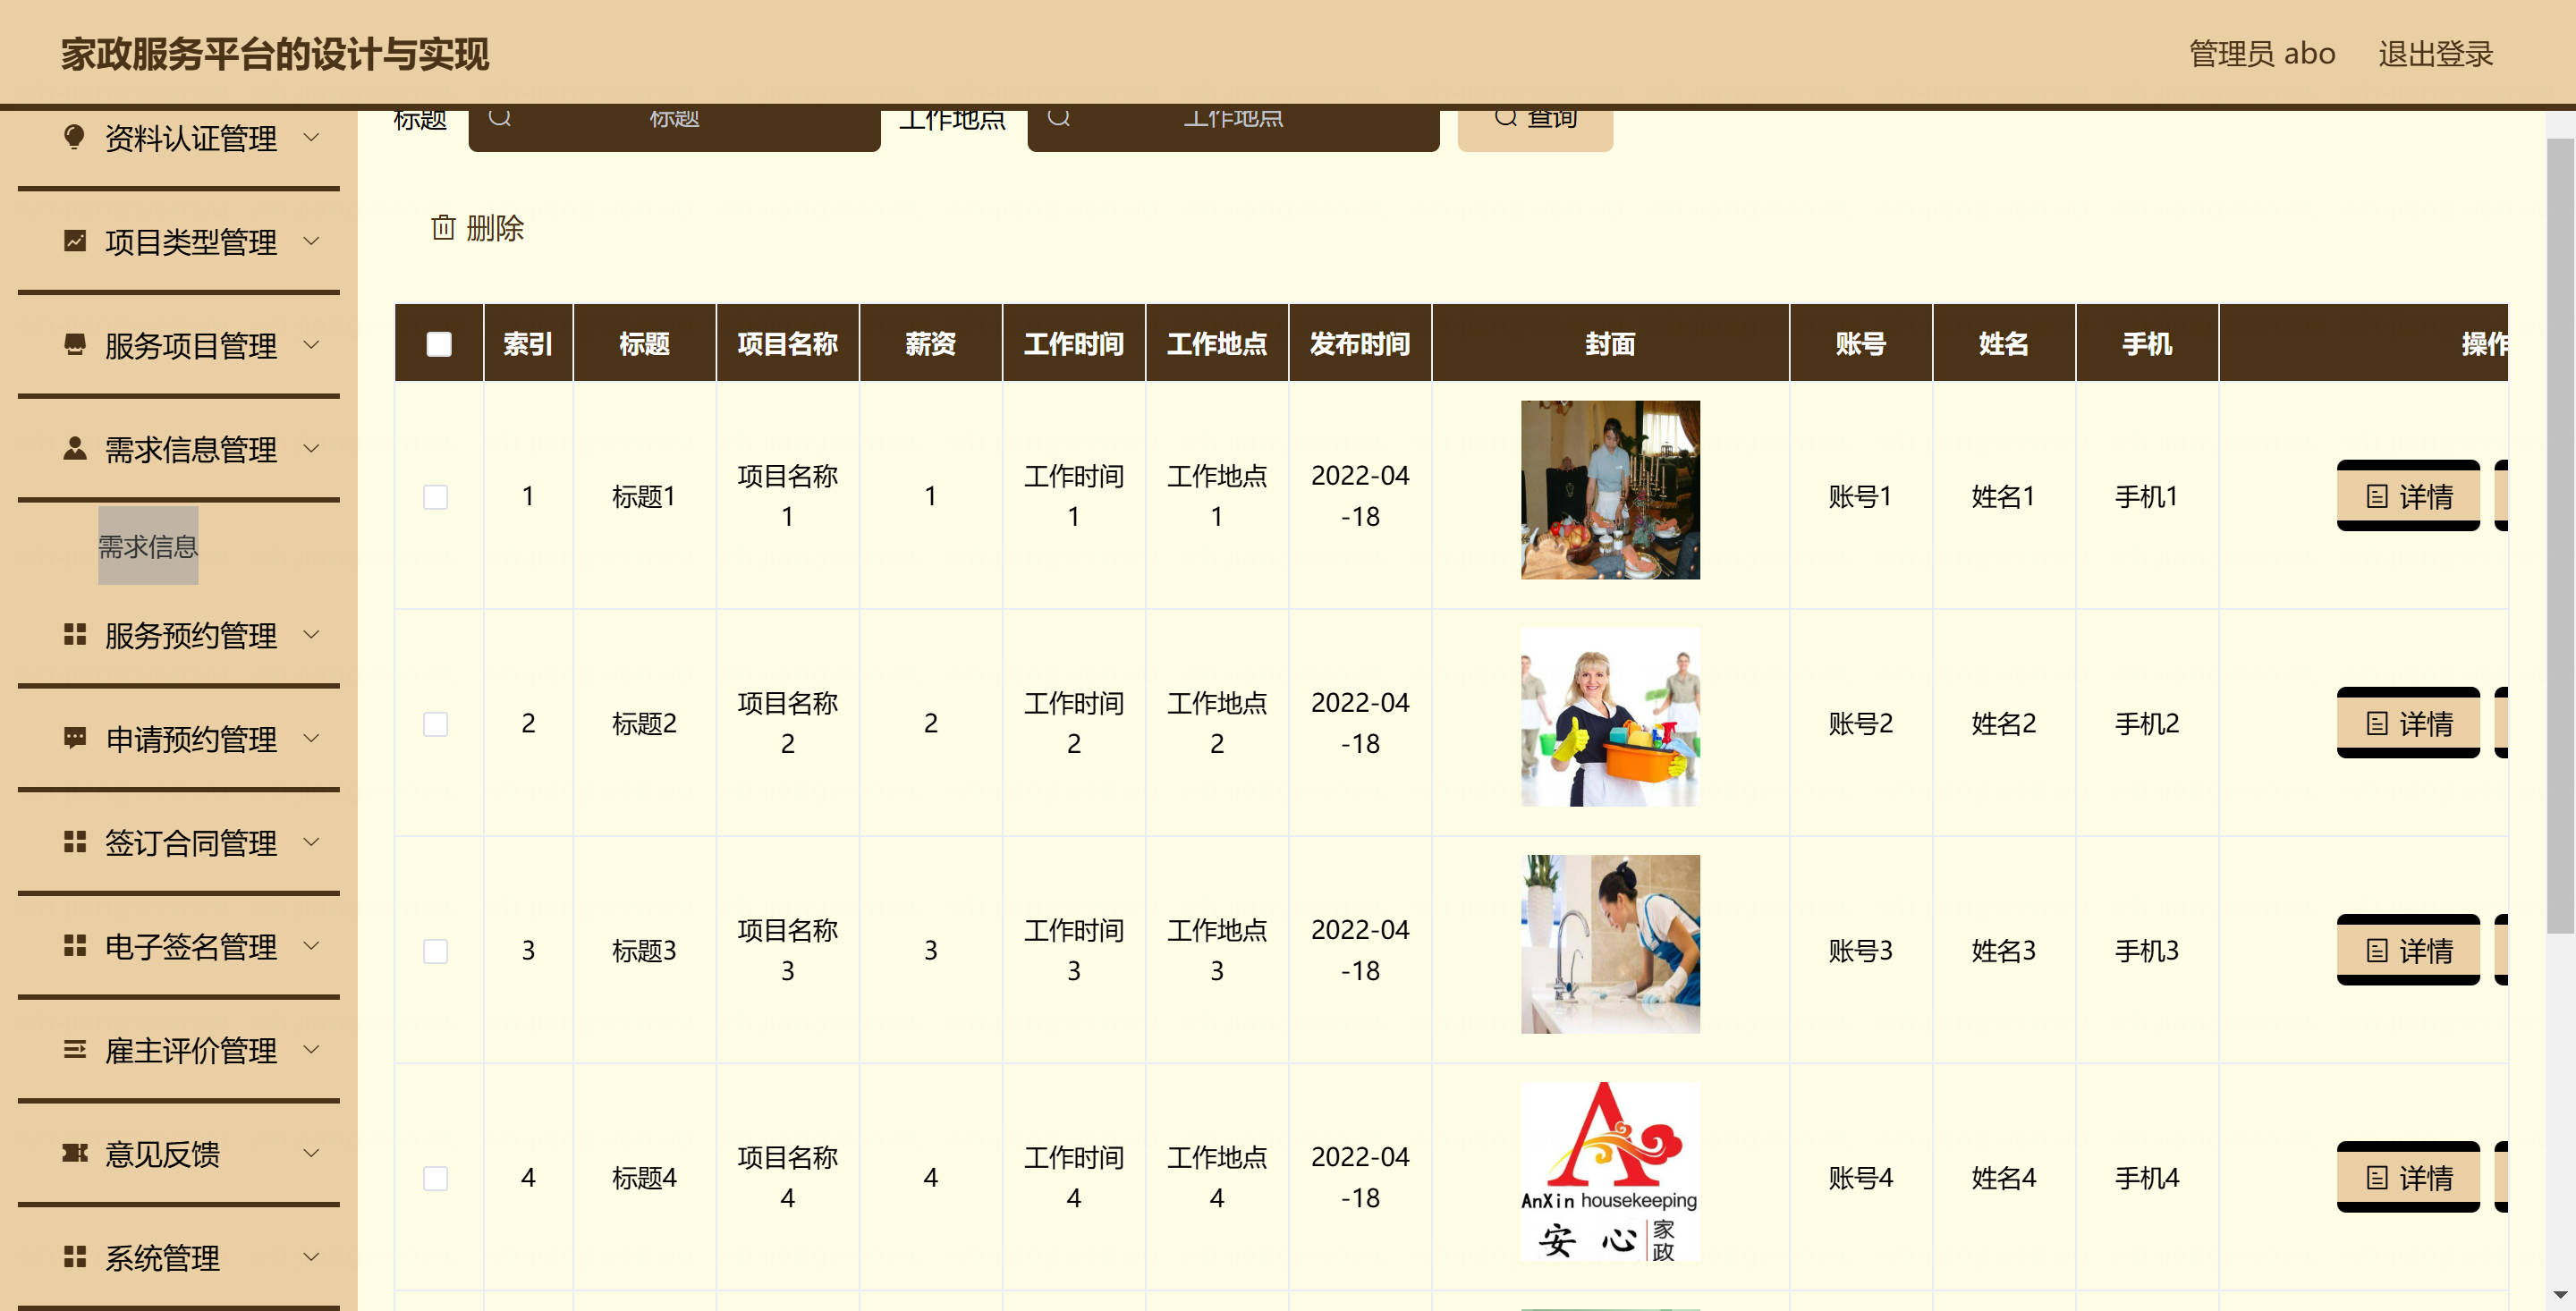 家政服务平台的设计与实现
管理员 abo 退出登录
标题 标题 工作地点 工作地点 查询
删除
资料认证管理
项目类型管理
服务项目管理
需求信息管理
需求信息
服务预约管理
申请预约管理
签订合同管理
电子签名管理
雇主评价管理
意见反馈
系统管理
索引 标题 项目名称 薪资 工作时间 工作地点 发布时间 封面 账号 姓名 手机 操作
1 标题1 项目名称1 1 工作时间1 工作地点1 2022-04-18 账号1 姓名1 手机1 详情
2 标题2 项目名称2 2 工作时间2 工作地点2 2022-04-18 账号2 姓名2 手机2 详情
3 标题3 项目名称3 3 工作时间3 工作地点3 2022-04-18 账号3 姓名3 手机3 详情
4 标题4 项目名称4 4 工作时间4 工作地点4 2022-04-18 账号4 姓名4 手机4 详情
AnXin housekeeping
安心 家政